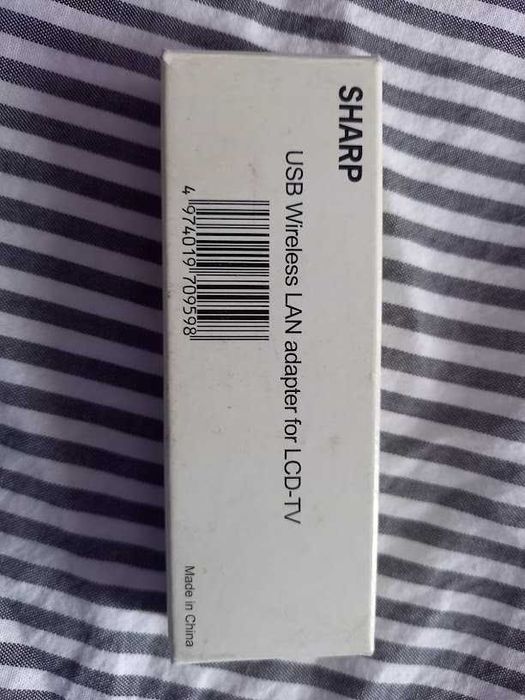 SHARP
USB Wireless LAN adapter for LCD-TV
4 974019 709598
Made in China